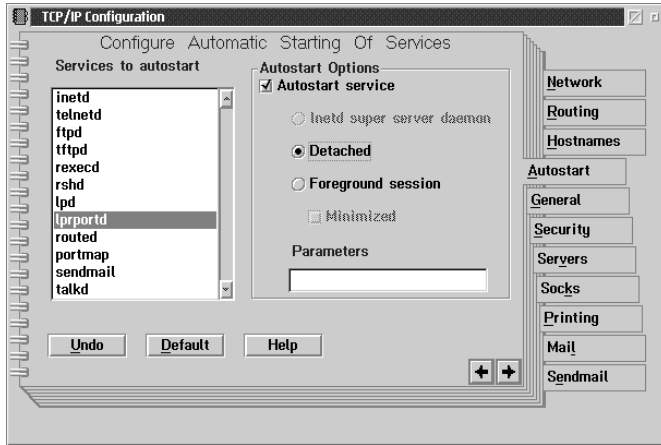 TCP/IP Configuration
Configure Automatic Starting Of Services
Services to autostart
inetd
telnetd
ftpd
tftpd
rexecd
rshd
lpd
lprportd
routed
portmap
sendmail
talkd
Autostart Options
Autostart service
Inetd super server daemon
Detached
Foreground session
Minimized
Parameters
Undo
Default
Help
Network
Routing
Hostnames
Autostart
General
Security
Servers
Socks
Printing
Mail
Sendmail